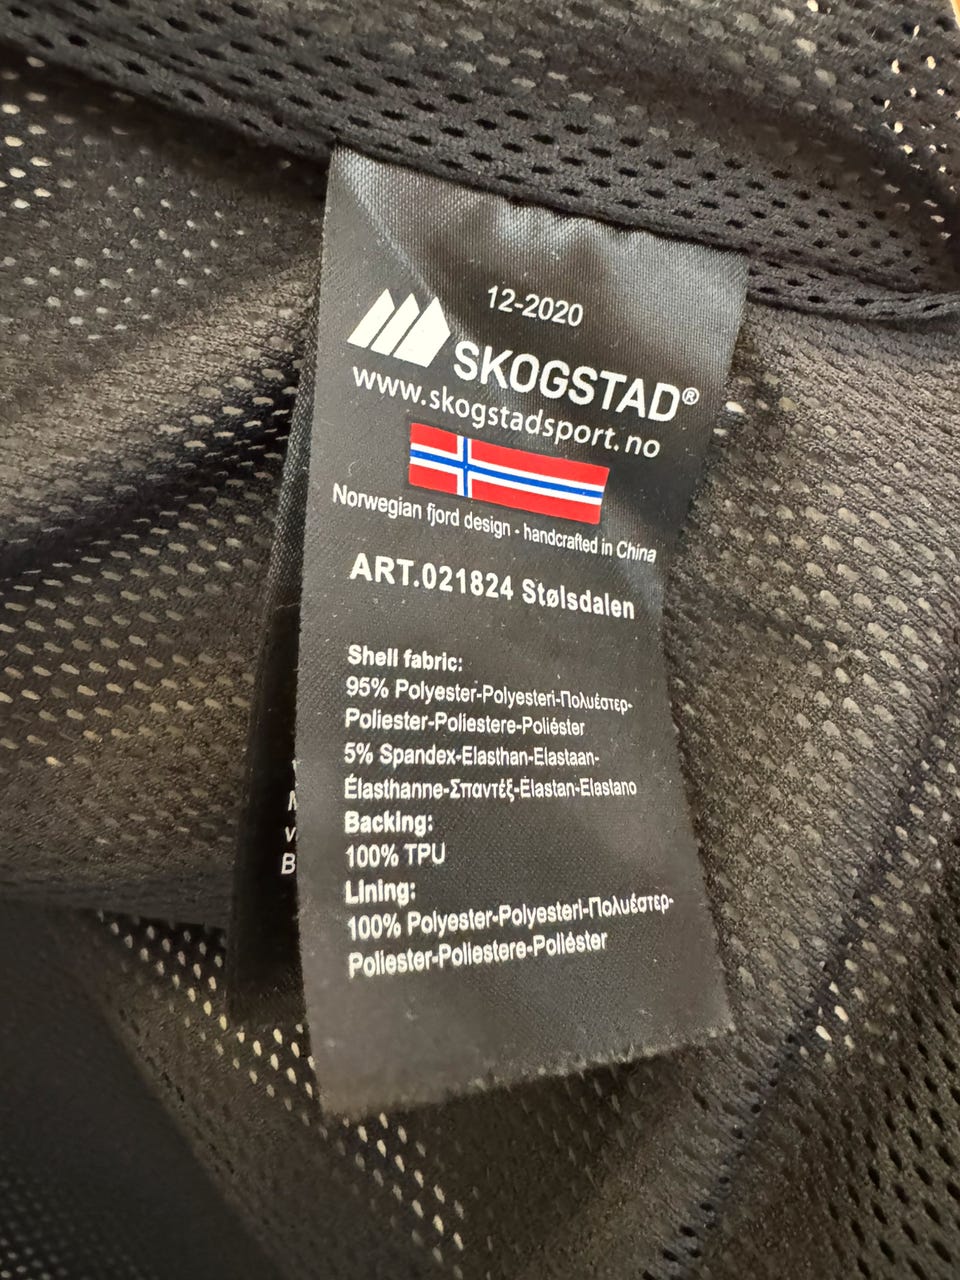 12-2020
SKOGSTAD®
www.skogstadsport.no
Norwegian fjord design - handcrafted in China
ART.021824 Stølsdalen
Shell fabric:
95% Polyester-Polyesteri-Πολυέστερ-
Poliester-Poliestere-Poliéster
5% Spandex-Elasthan-Elastaan-
Élasthanne-Σπαντέξ-Elastan-Elastano
Backing:
100% TPU
Lining:
100% Polyester-Polyesteri-Πολυέστερ-
Poliester-Poliestere-Poliéster